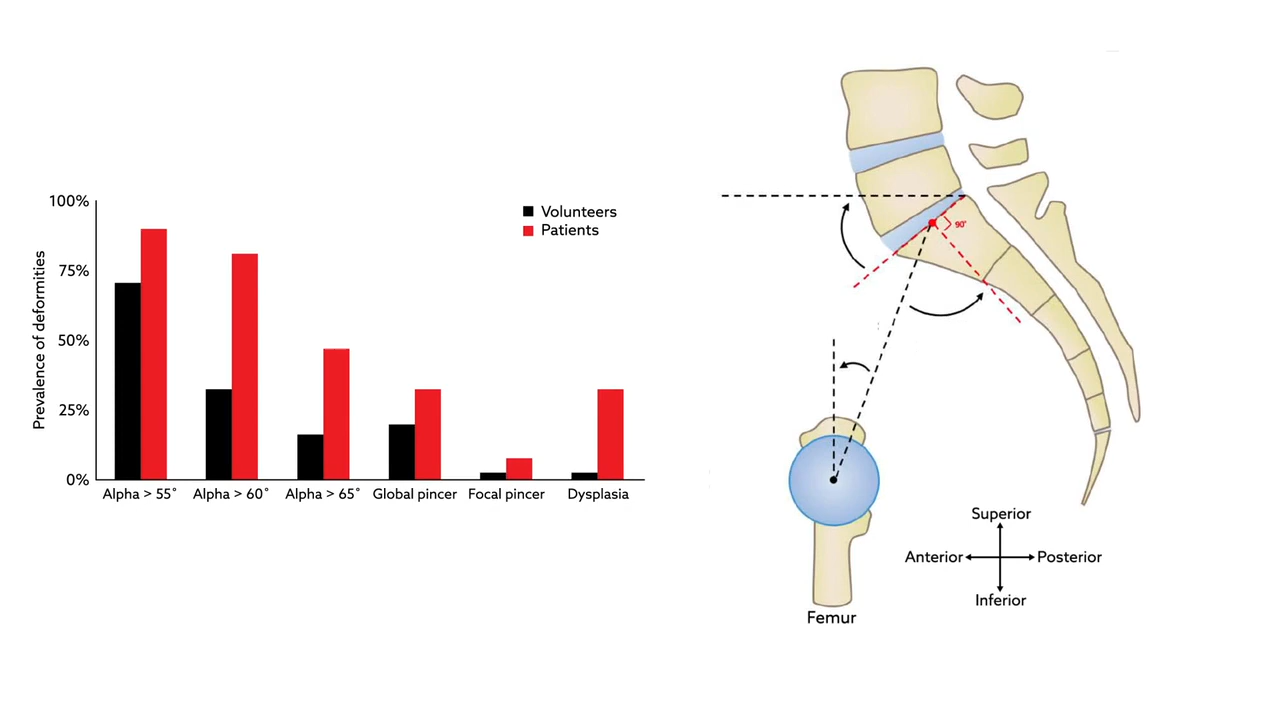 100%
75%
50%
25%
0%
Prevalence of deformities
Volunteers
Patients
Alpha > 55°
Alpha > 60°
Alpha > 65°
Global pincer
Focal pincer
Dysplasia
90°
Superior
Anterior
Posterior
Inferior
Femur